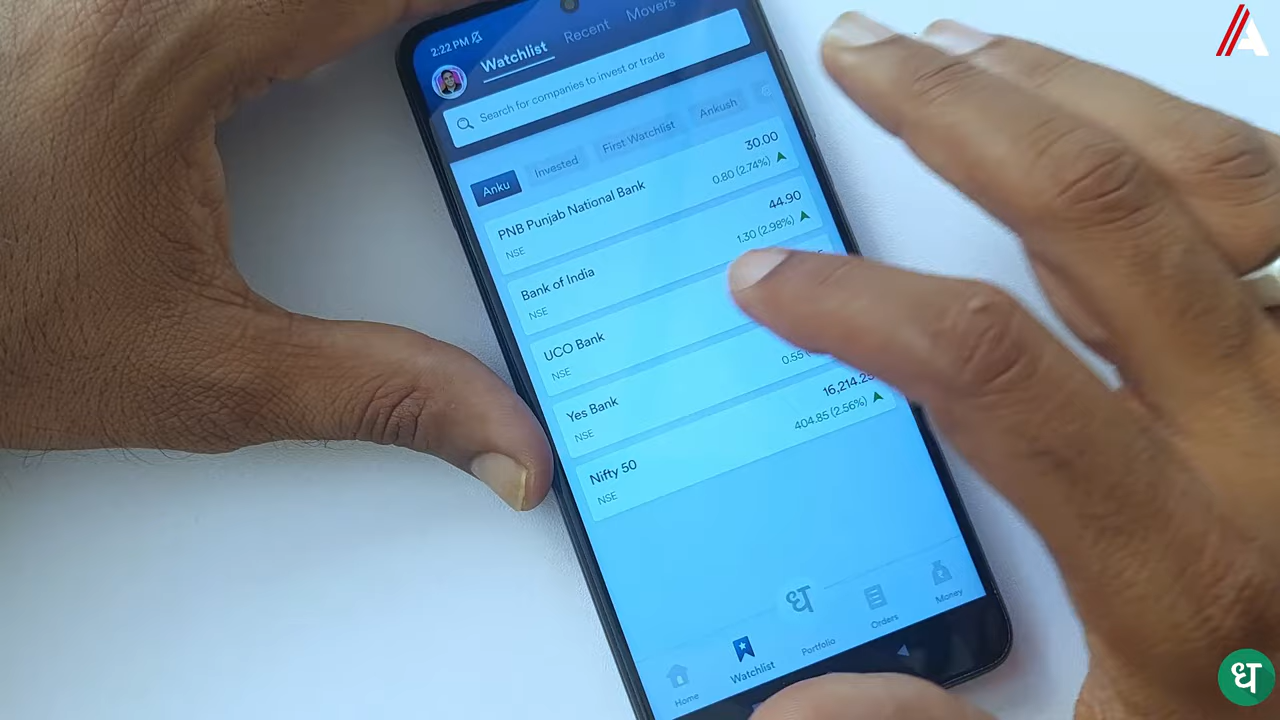 2:22 PM
Watchlist Recent Movers
Search for companies to invest or trade
Anku Invested First Watchlist Ankush
PNB Punjab National Bank 30.00
NSE 0.80 (2.74%)
Bank of India 44.90
NSE 1.30 (2.98%)
UCO Bank
NSE
Yes Bank
NSE 0.55
Nifty 50 16,214.25
NSE 404.85 (2.56%)
Home Watchlist ध Portfolio Orders Money
A
ध